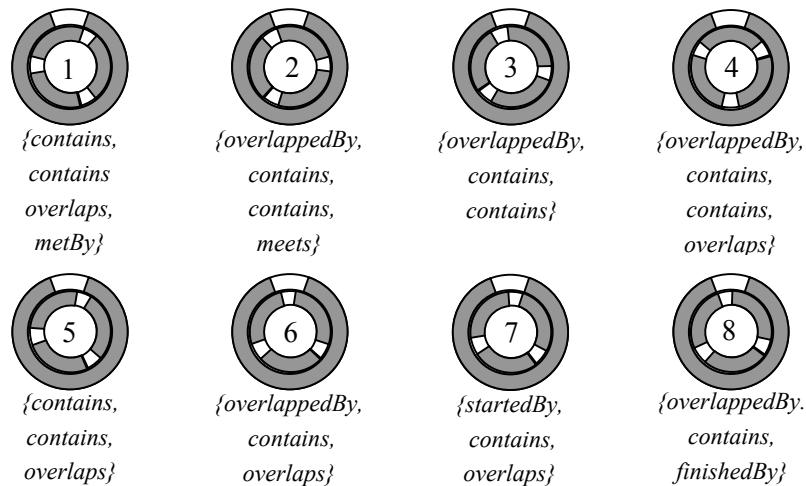 1 2 3 4
{contains, {overlappedBy, {overlappedBy, {overlappedBy,
contains contains, contains, contains,
overlaps, contains, contains} contains,
metBy} meets} overlaps}
5 6 7 8
{contains, {overlappedBy, {startedBy, {overlappedBy.
contains, contains, contains, contains,
overlaps} overlaps} overlaps} finishedBy}